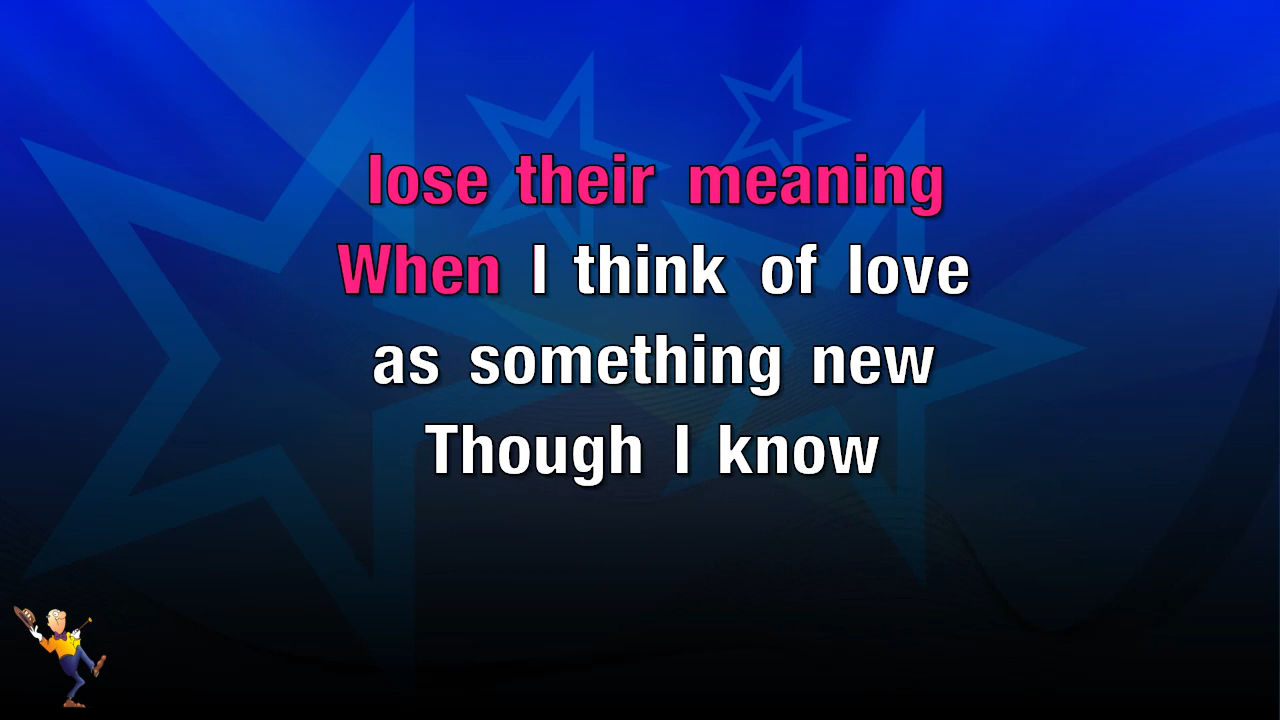 lose their meaning
When I think of love
as something new
Though I know